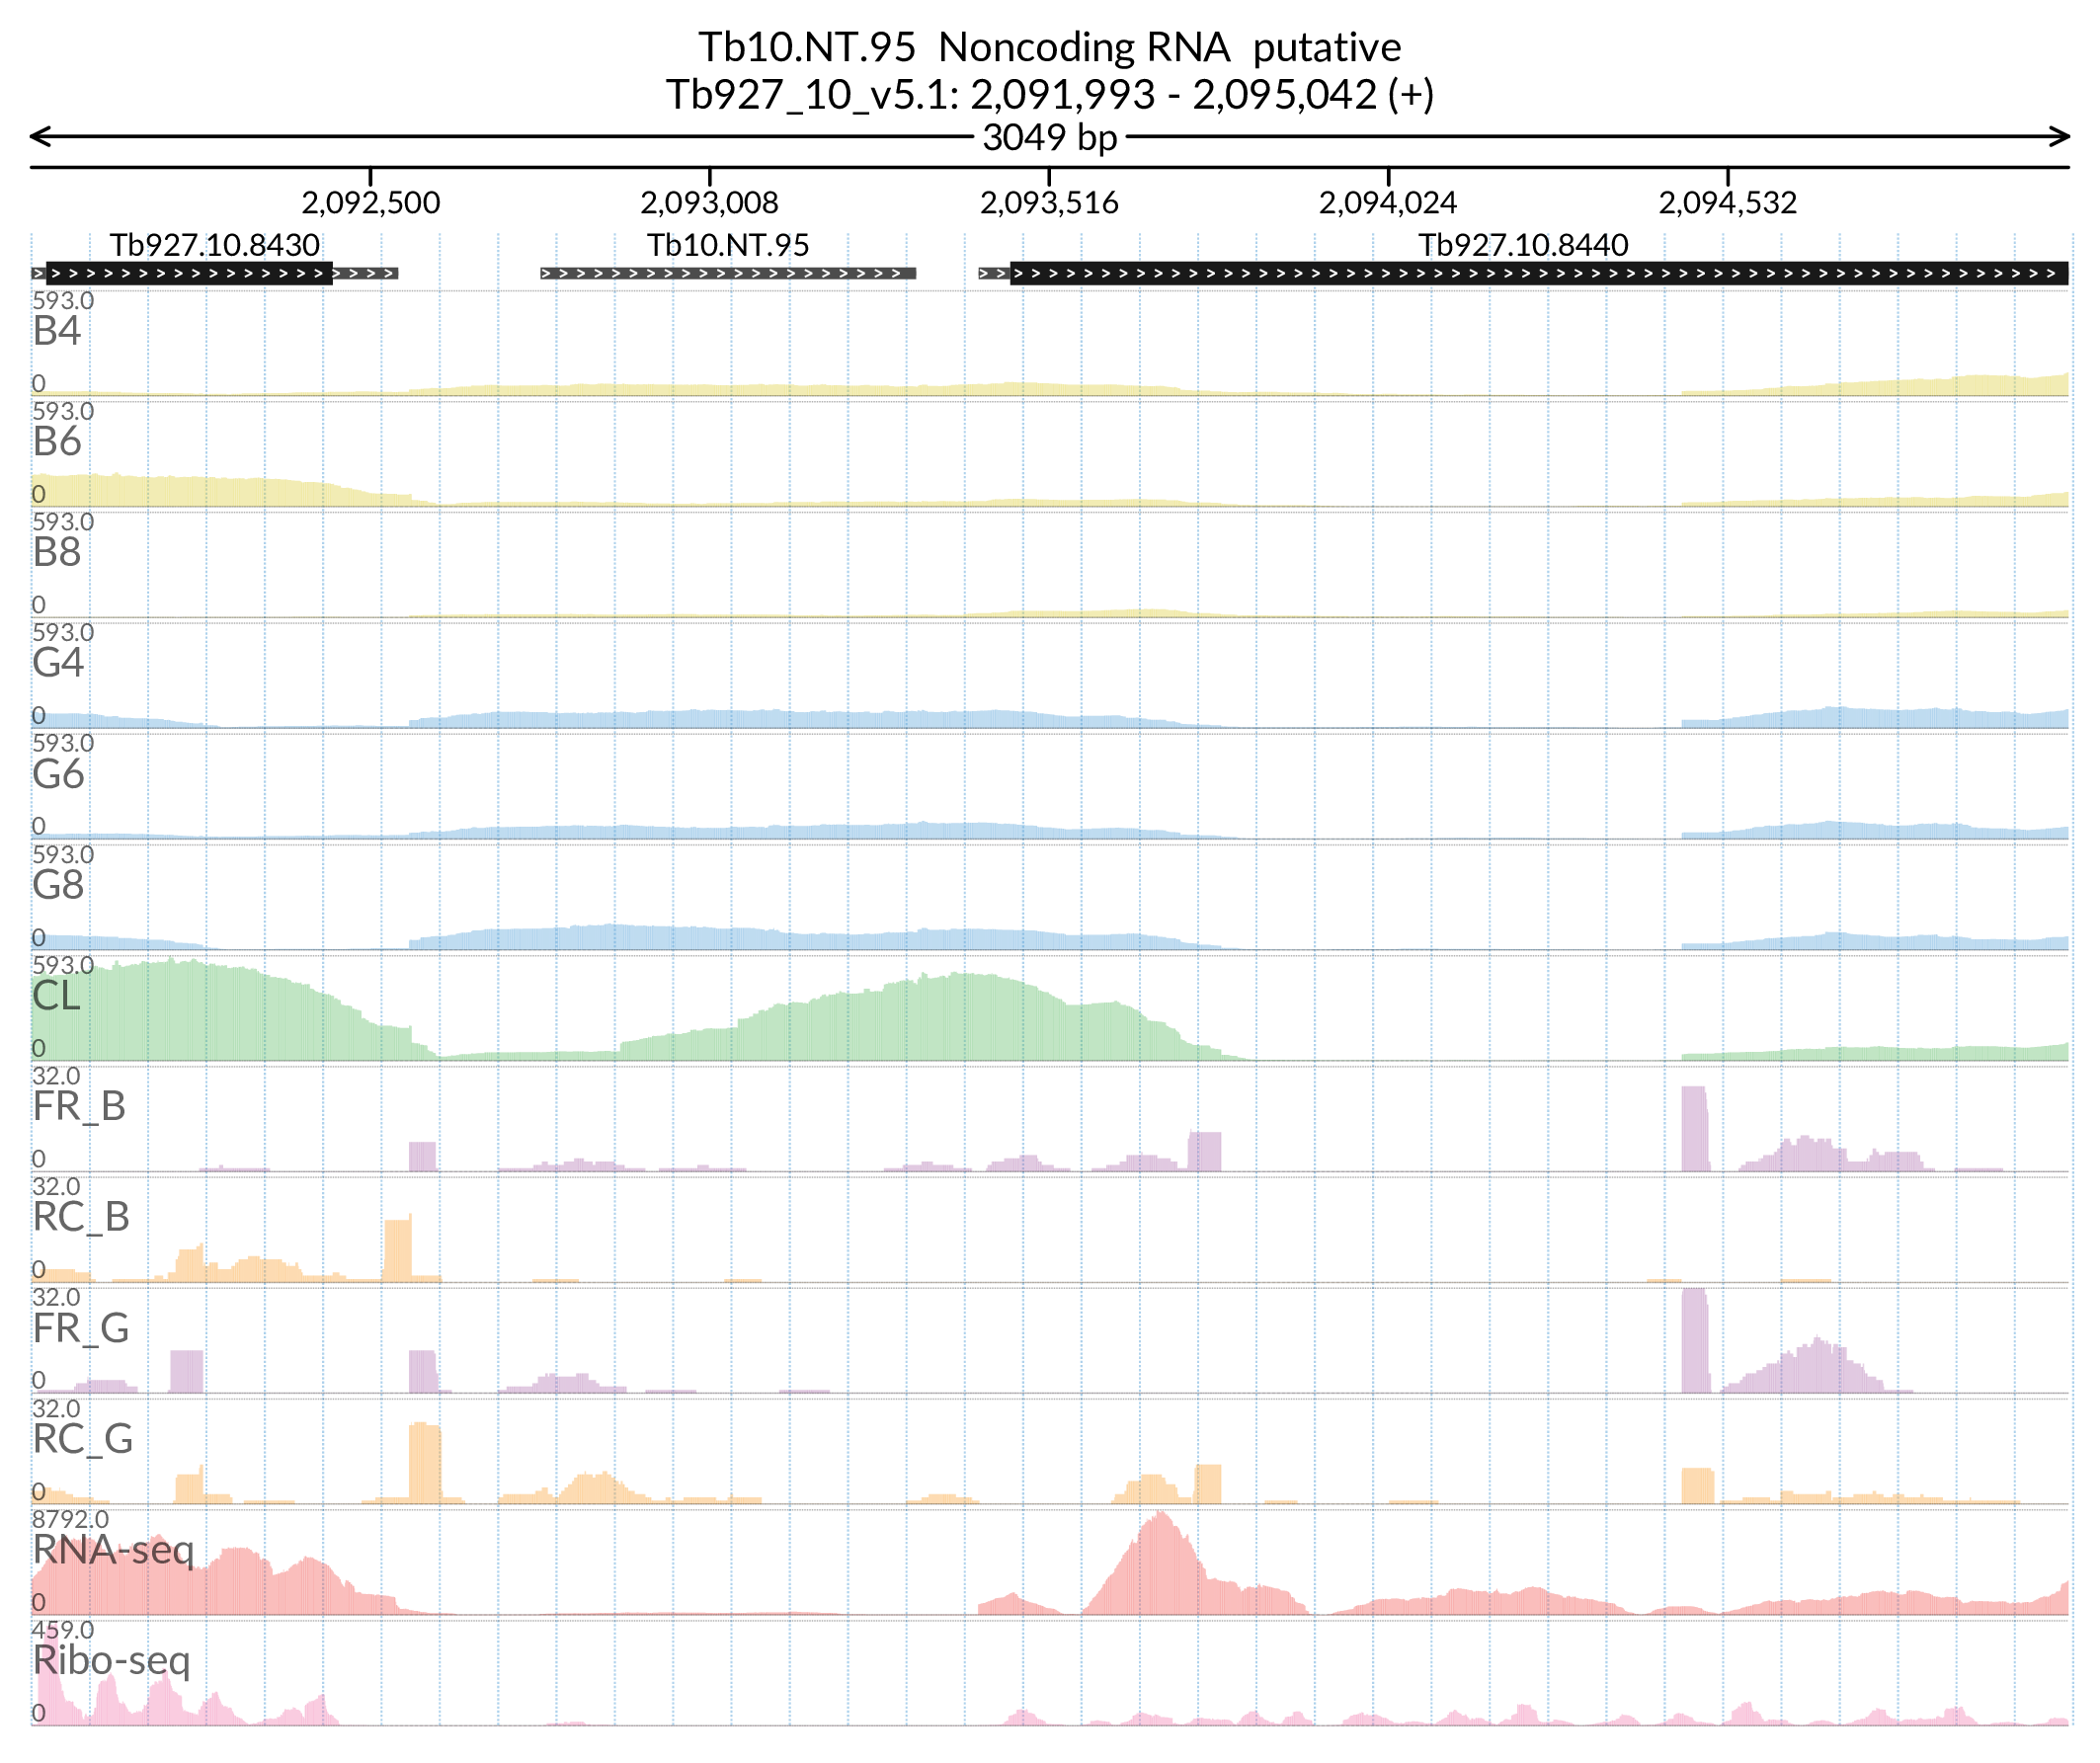 Tb10.NT.95  Noncoding RNA  putative
Tb927_10_v5.1: 2,091,993 - 2,095,042 (+)
3049 bp
2,092,500 2,093,008 2,093,516 2,094,024 2,094,532
Tb927.10.8430 Tb10.NT.95 Tb927.10.8440
593.0
B4
0
593.0
B6
0
593.0
B8
0
593.0
G4
0
593.0
G6
0
593.0
G8
0
593.0
CL
0
32.0
FR_B
0
32.0
RC_B
0
32.0
FR_G
0
32.0
RC_G
0
8792.0
RNA-seq
0
459.0
Ribo-seq
0